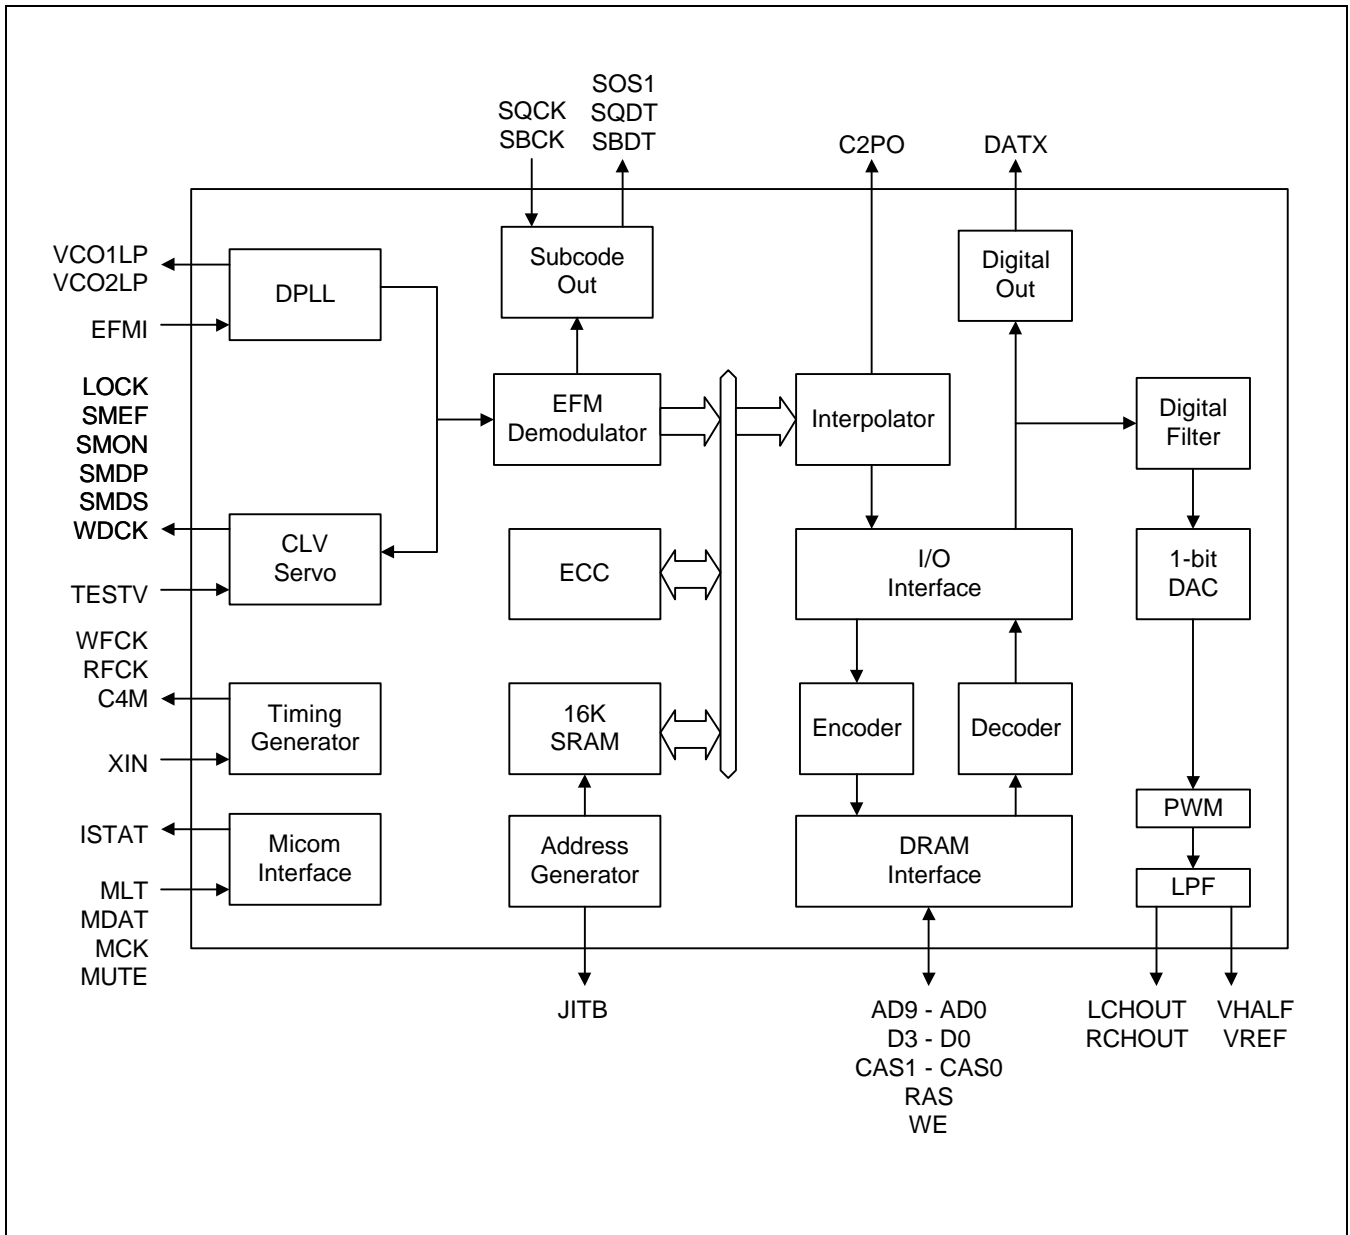 SOS1
SQCK
SQDT
SBCK
SBDT
C2PO
DATX
VCO1LP
VCO2LP
EFMI
DPLL
Subcode
Out
Digital
Out
LOCK
SMEF
SMON
SMDP
SMDS
WDCK
TESTV
EFM
Demodulator
Interpolator
Digital
Filter
CLV
Servo
ECC
I/O
Interface
1-bit
DAC
WFCK
RFCK
C4M
XIN
Timing
Generator
16K
SRAM
Encoder
Decoder
PWM
ISTAT
MLT
MDAT
MCK
MUTE
Micom
Interface
Address
Generator
DRAM
Interface
LPF
JITB
AD9 - AD0
D3 - D0
CAS1 - CAS0
RAS
WE
LCHOUT
RCHOUT
VHALF
VREF